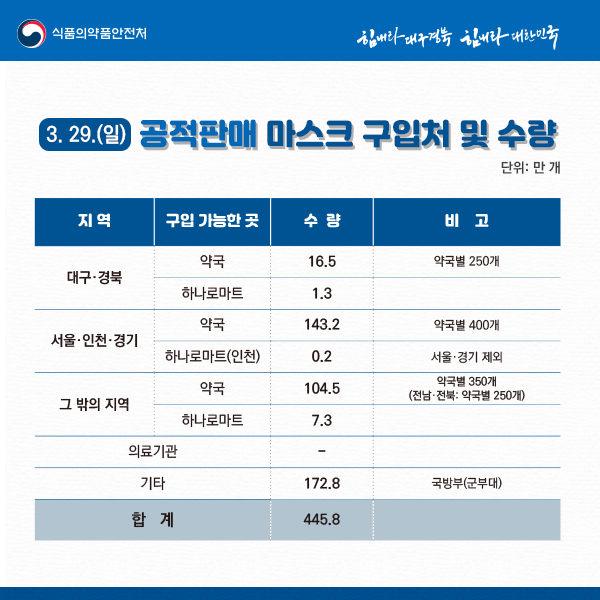 식품의약품안전처
힘내라 대구경북 힘내라 대한민국
3. 29.(일) 공적판매 마스크 구입처 및 수량
단위: 만 개
지역 구입 가능한 곳 수 량 비 고
대구·경북 약국 16.5 약국별 250개
하나로마트 1.3
서울·인천·경기 약국 143.2 약국별 400개
하나로마트(인천) 0.2 서울·경기 제외
그 밖의 지역 약국 104.5 약국별 350개
(전남·전북: 약국별 250개)
하나로마트 7.3
의료기관 -
기타 172.8 국방부(군부대)
합 계 445.8